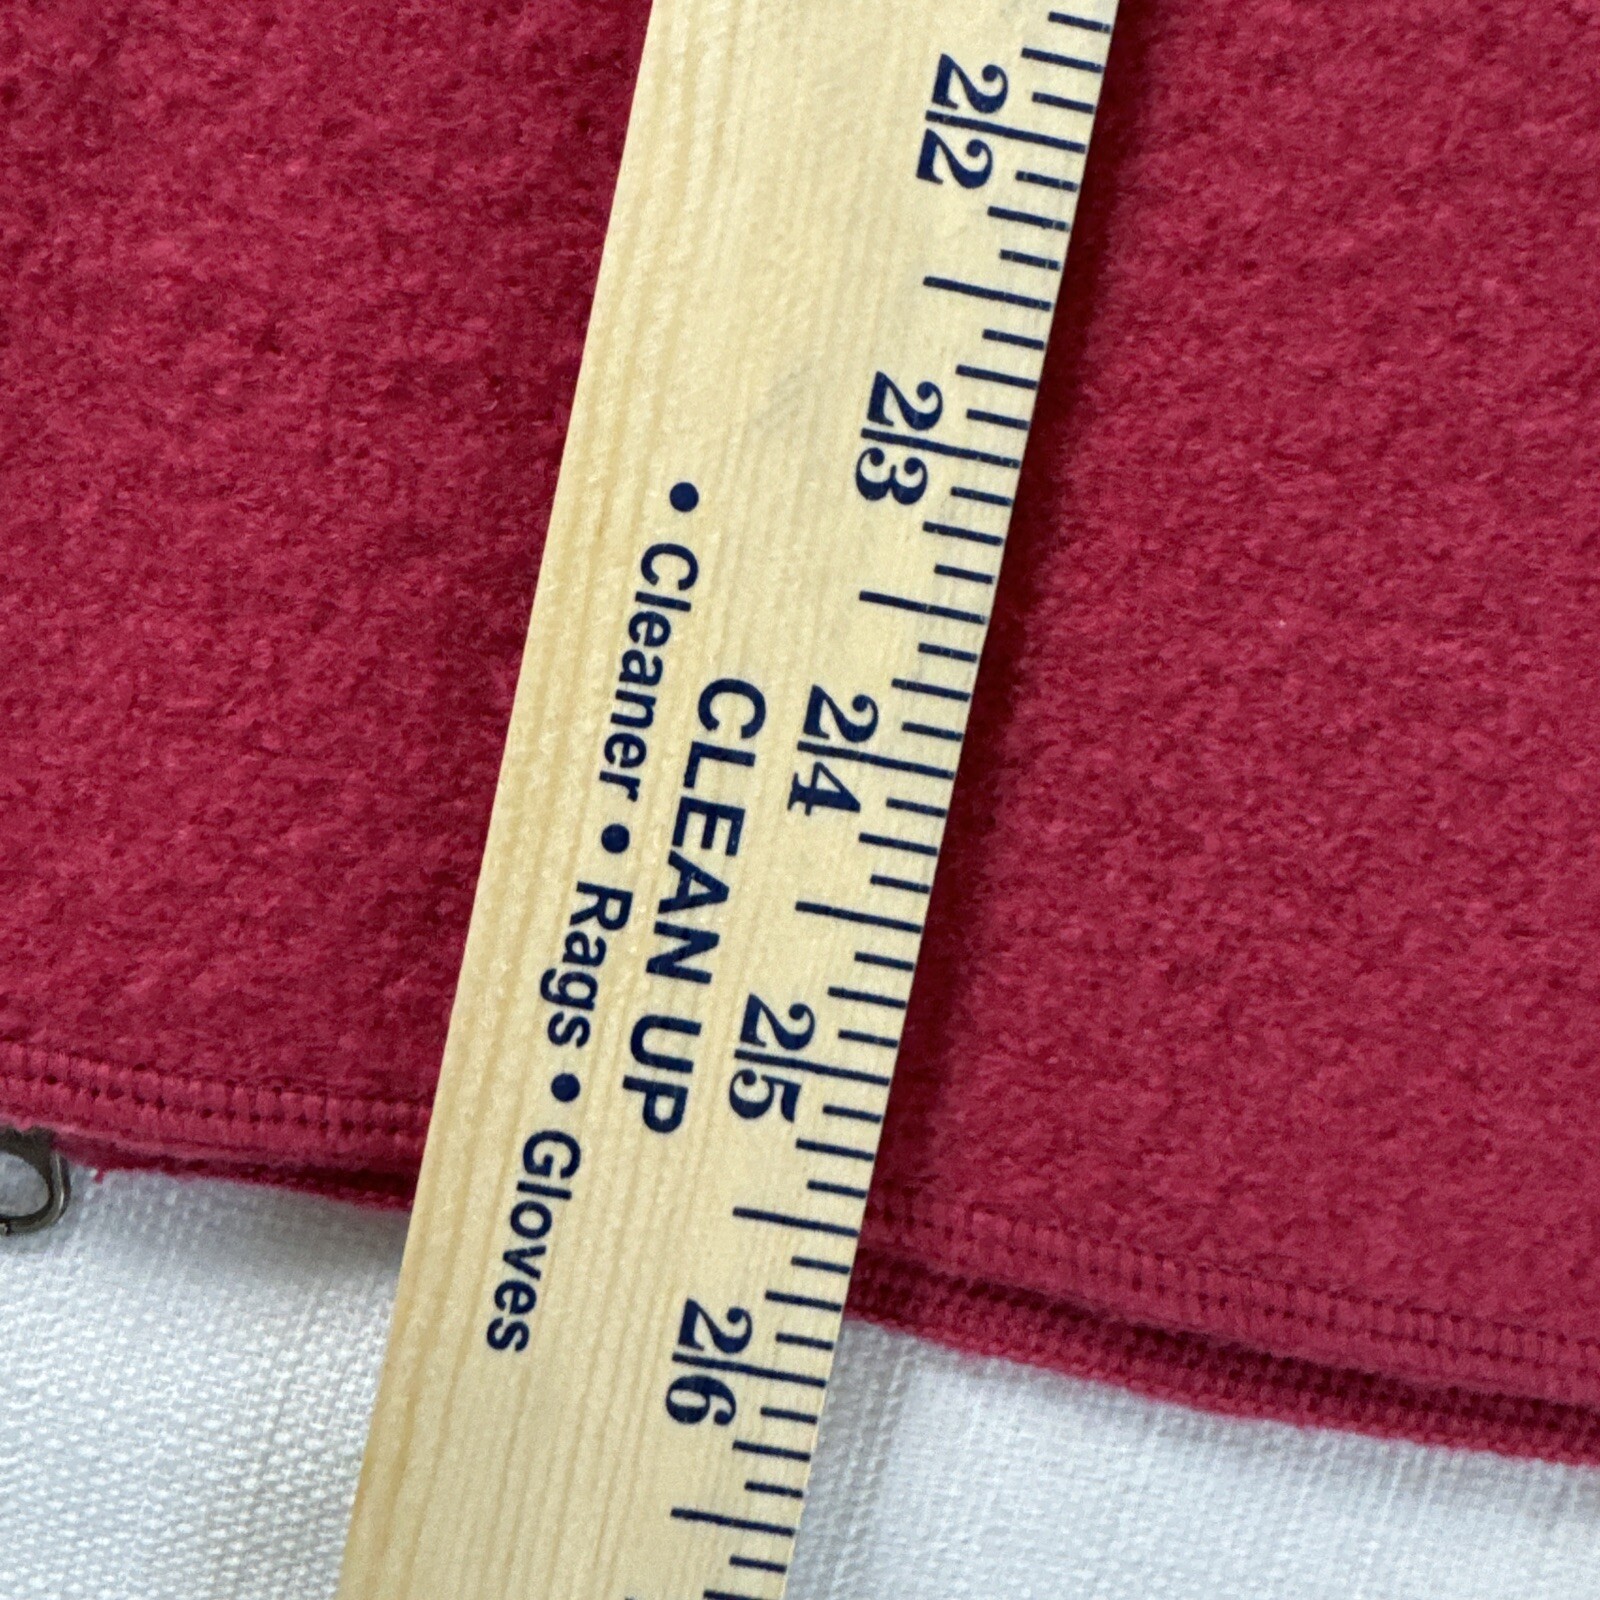 22
23
24
25
26
CLEAN UP
• Cleaner • Rags • Gloves